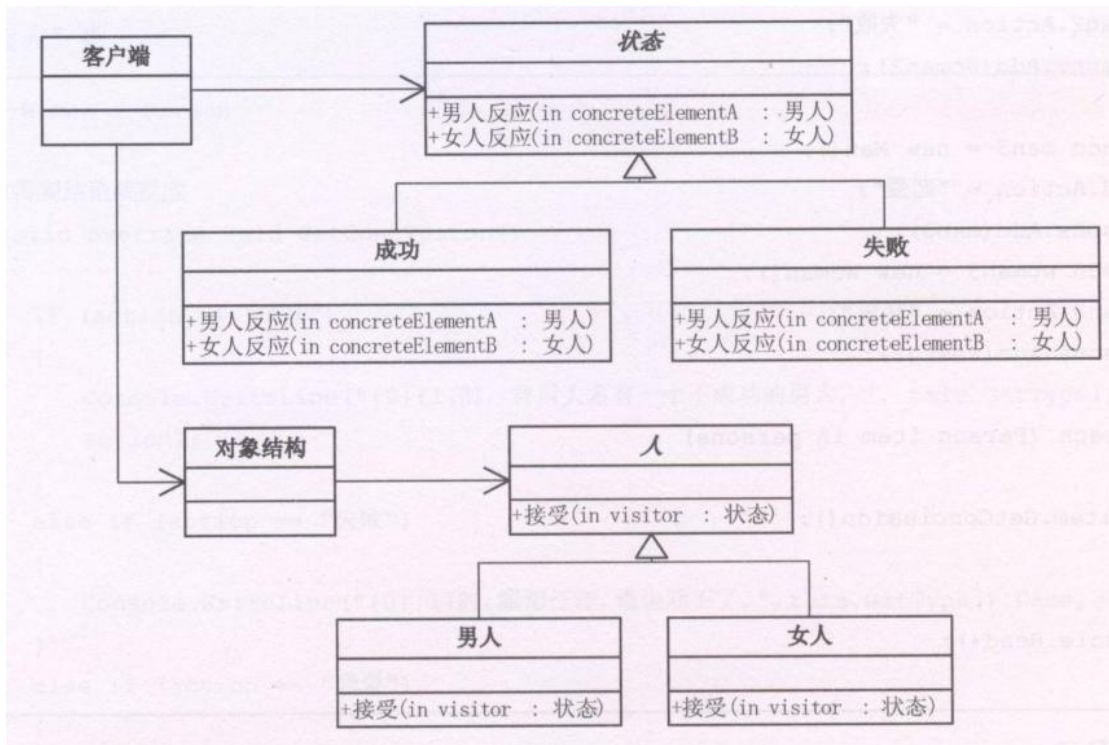 客户端
状态
+男人反应(in concreteElementA : 男人)
+女人反应(in concreteElementB : 女人)
成功
+男人反应(in concreteElementA : 男人)
+女人反应(in concreteElementB : 女人)
失败
+男人反应(in concreteElementA : 男人)
+女人反应(in concreteElementB : 女人)
对象结构
人
+接受(in visitor : 状态)
男人
+接受(in visitor : 状态)
女人
+接受(in visitor : 状态)